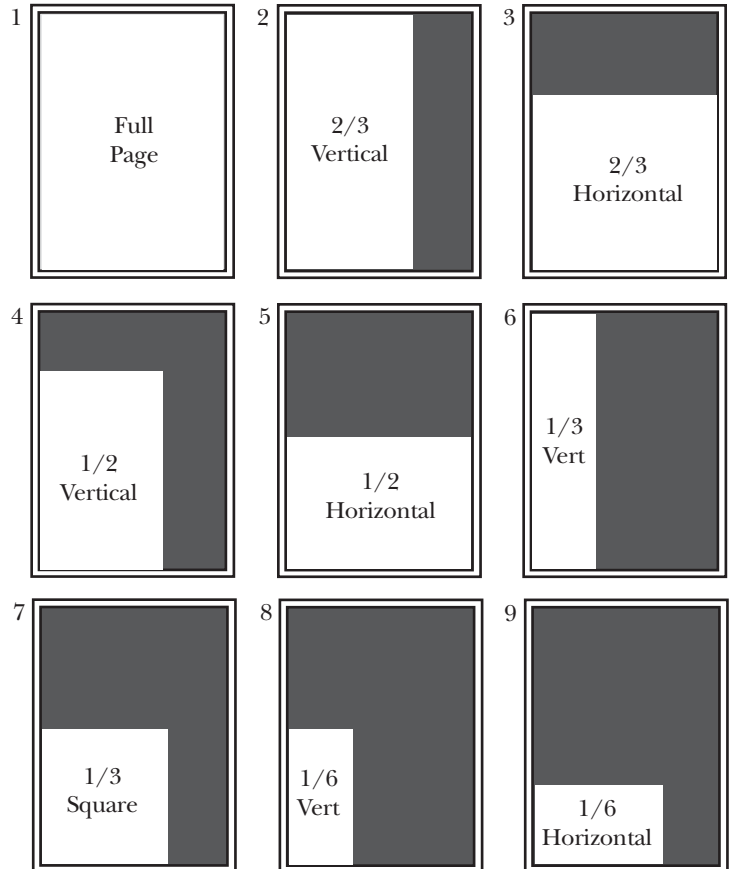 1
Full
Page
2
2/3
Vertical
3
2/3
Horizontal
4
1/2
Vertical
5
1/2
Horizontal
6
1/3
Vert
7
1/3
Square
8
1/6
Vert
9
1/6
Horizontal